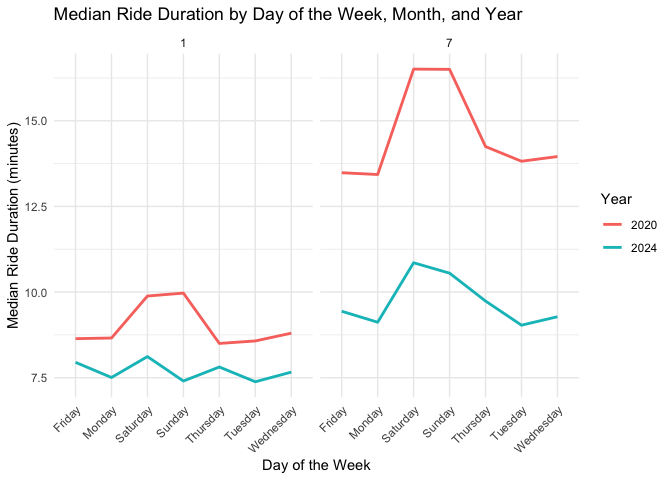 Median Ride Duration by Day of the Week, Month, and Year
1
7
Median Ride Duration (minutes)
15.0
12.5
10.0
7.5
Friday
Monday
Saturday
Sunday
Thursday
Tuesday
Wednesday
Friday
Monday
Saturday
Sunday
Thursday
Tuesday
Wednesday
Day of the Week
Year
2020
2024